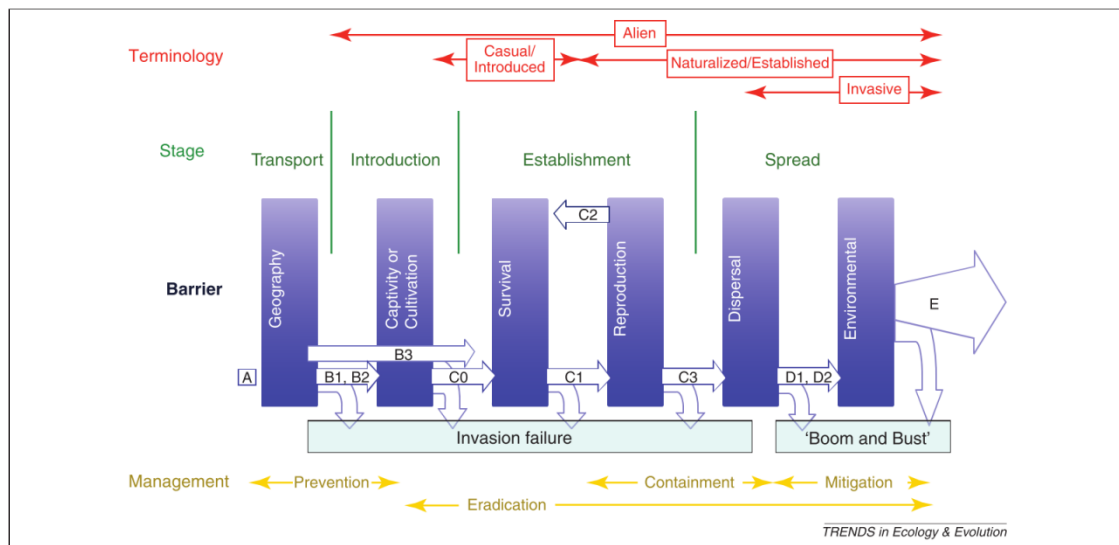 Alien
Terminology
Casual/
Introduced
Naturalized/Established
Invasive
Stage
Transport
Introduction
Establishment
Spread
Barrier
Geography
Captivity or
Cultivation
Survival
Reproduction
Dispersal
Environmental
C2
E
B3
A
B1, B2
C0
C1
C3
D1, D2
Invasion failure
‘Boom and Bust’
Management
Prevention
Containment
Mitigation
Eradication
TRENDS in Ecology & Evolution